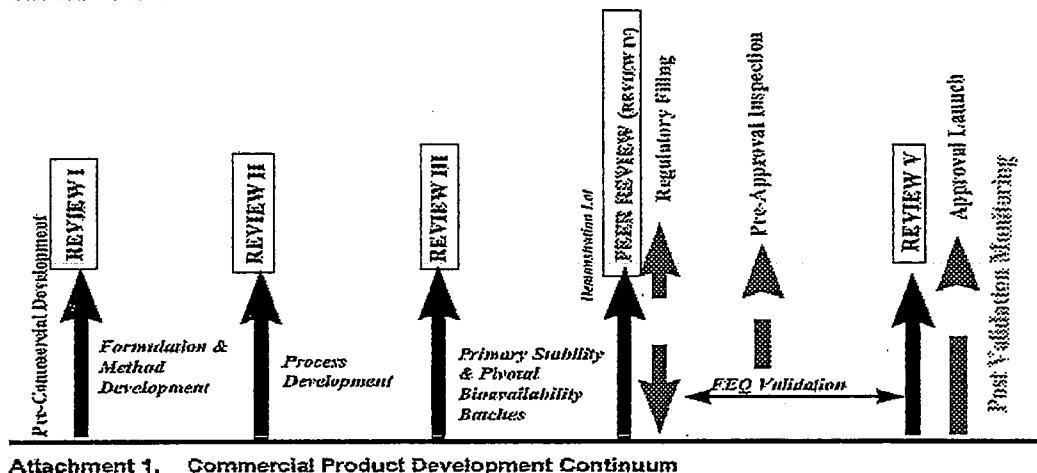 Pre-Commercial Development
REVIEW I
Formulation &
Method
Development
REVIEW II
Process
Development
REVIEW III
Primary Stability
& Pivotal
Bioavailability
Batches
Demonstration Lot
PEER REVIEW (REVIEW IV)
Regulatory Filing
Pre-Approval Inspection
Validation
REVIEW V
Approval Launch
Post Validation Monitoring
Attachment 1. Commercial Product Development Continuum